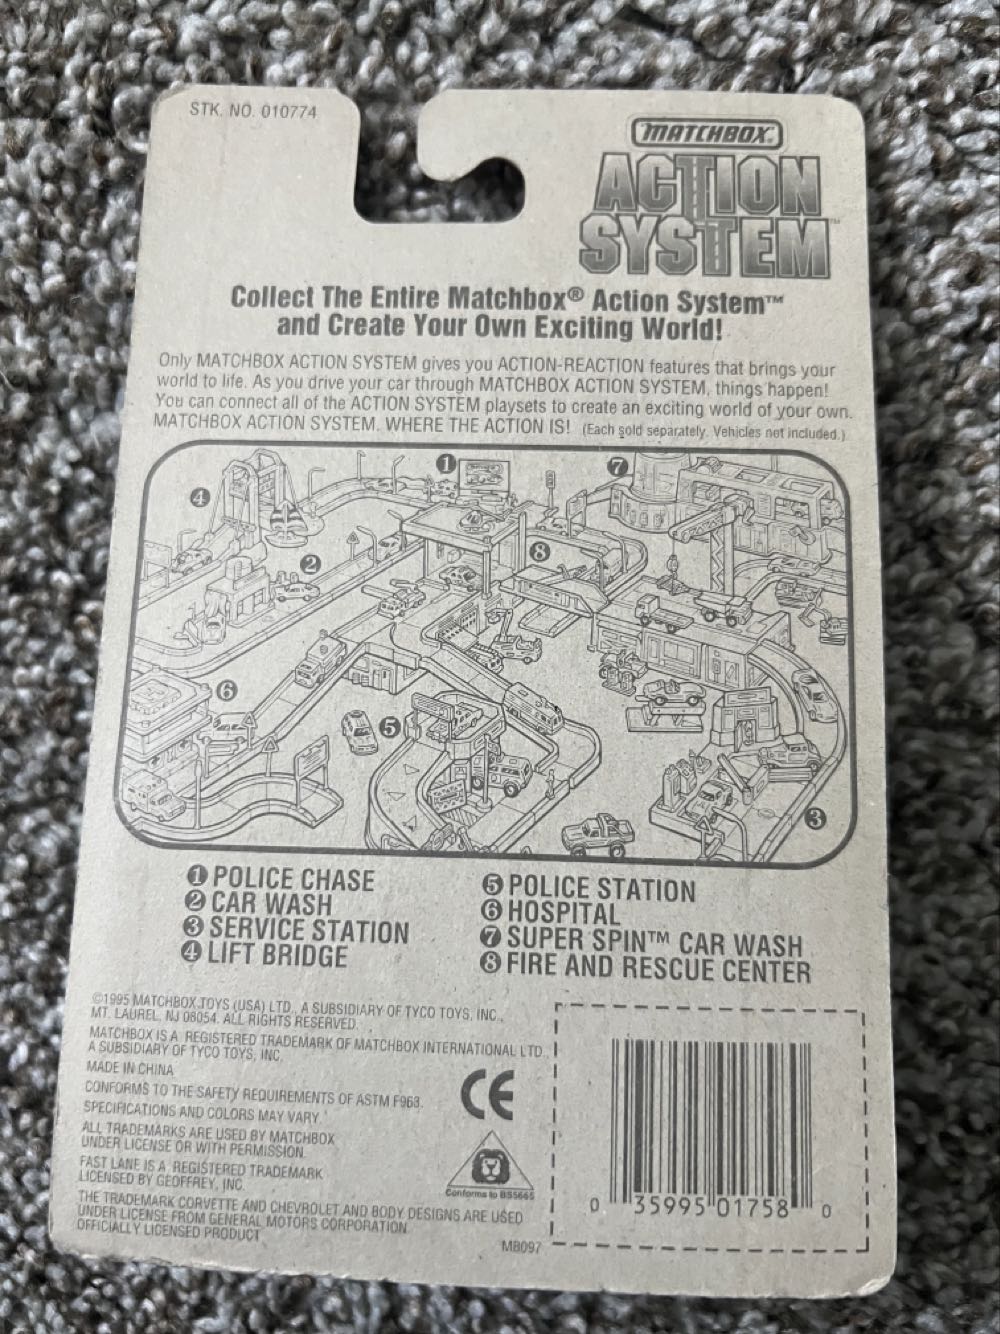 STK. NO. 010774
MATCHBOX®
ACTION
SYSTEM™
Collect The Entire Matchbox® Action System™
and Create Your Own Exciting World!
Only MATCHBOX ACTION SYSTEM gives you ACTION-REACTION features that brings your
world to life. As you drive your car through MATCHBOX ACTION SYSTEM, things happen!
You can connect all of the ACTION SYSTEM playsets to create an exciting world of your own.
MATCHBOX ACTION SYSTEM. WHERE THE ACTION IS! (Each sold separately. Vehicles not included.)
1
7
4
8
2
6
5
3
❶ POLICE CHASE
❷ CAR WASH
❸ SERVICE STATION
❹ LIFT BRIDGE
❺ POLICE STATION
❻ HOSPITAL
❼ SUPER SPIN™ CAR WASH
❽ FIRE AND RESCUE CENTER
©1995 MATCHBOX TOYS (USA) LTD., A SUBSIDIARY OF TYCO TOYS, INC.,
MT. LAUREL, NJ 08054. ALL RIGHTS RESERVED.
MATCHBOX IS A REGISTERED TRADEMARK OF MATCHBOX INTERNATIONAL LTD.
A SUBSIDIARY OF TYCO TOYS, INC.
MADE IN CHINA
CONFORMS TO THE SAFETY REQUIREMENTS OF ASTM F963.
SPECIFICATIONS AND COLORS MAY VARY.
ALL TRADEMARKS ARE USED BY MATCHBOX
UNDER LICENSE OR WITH PERMISSION.
FAST LANE IS A REGISTERED TRADEMARK
LICENSED BY GEOFFREY, INC.
THE TRADEMARK CORVETTE AND CHEVROLET AND BODY DESIGNS ARE USED
UNDER LICENSE FROM GENERAL MOTORS CORPORATION.
OFFICIALLY LICENSED PRODUCT
CE
Conforms to BS5665
MB097
0 35995 01758 0